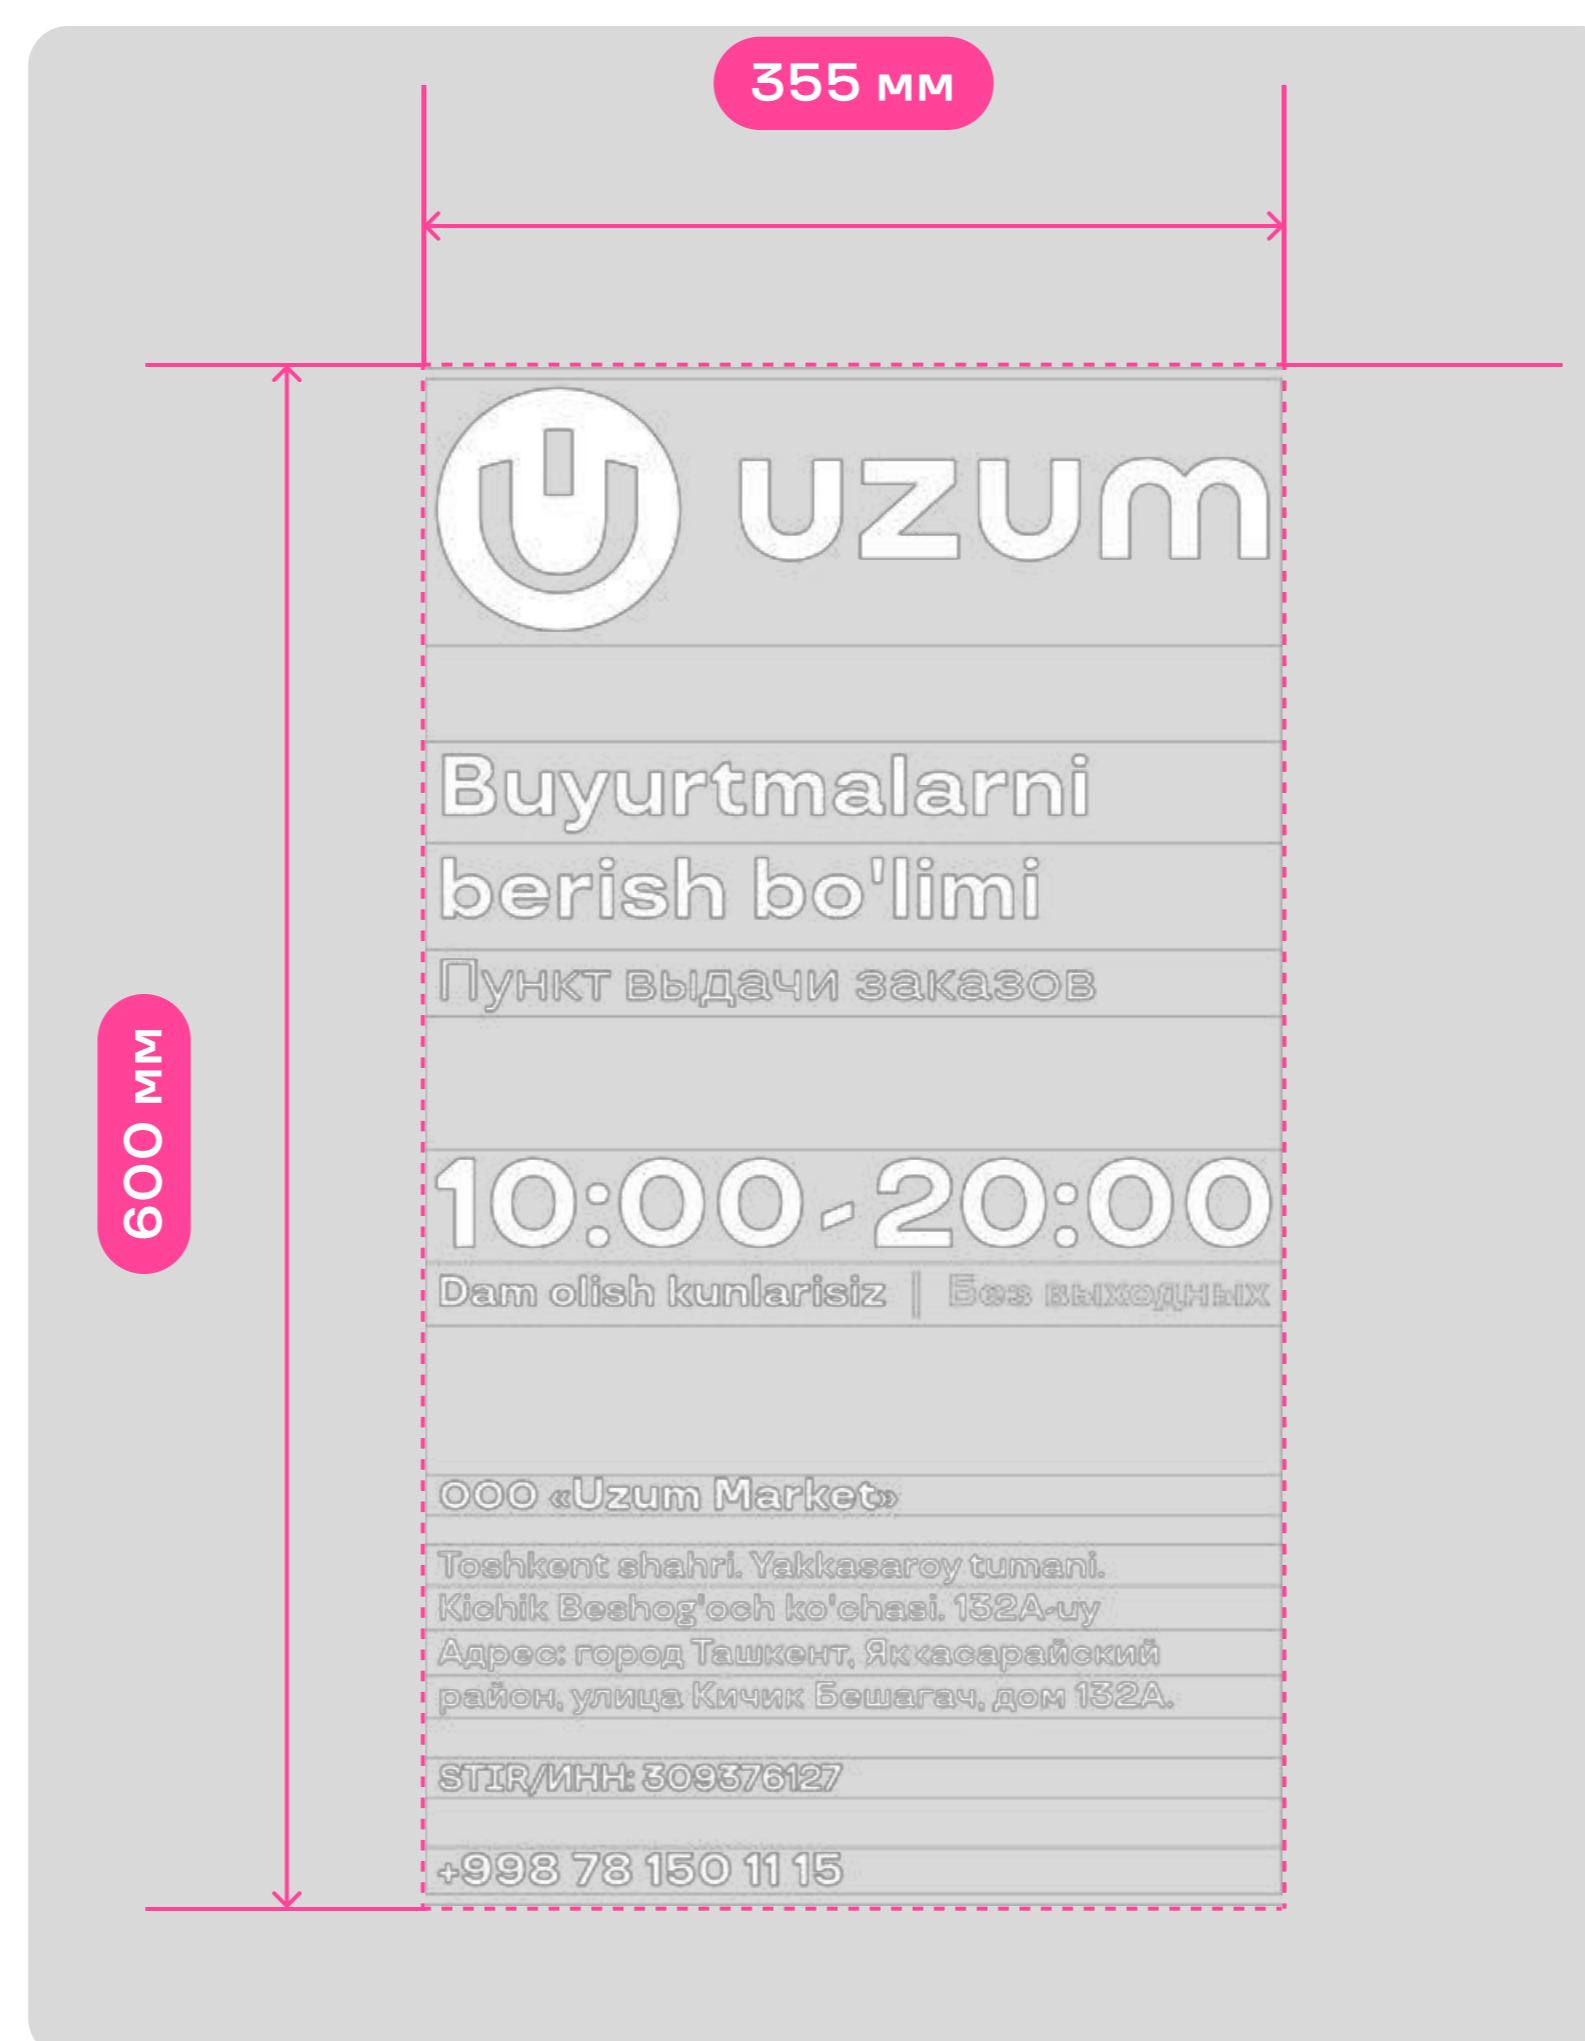 355 мм
600 мм
uzum
Buyurtmalarni
berish bo'limi
Пункт выдачи заказов
10:00-20:00
Dam olish kunlarisiz | Без выходных
ООО «Uzum Market»
Toshkent shahri. Yakkasaroy tumani.
Kichik Beshog'och ko'chasi. 132A-uy
Адрес: город Ташкент, Яккасарайский
район, улица Кичик Бешагач, дом 132А.
STIR/ИНН: 309376127
+998 78 150 11 15